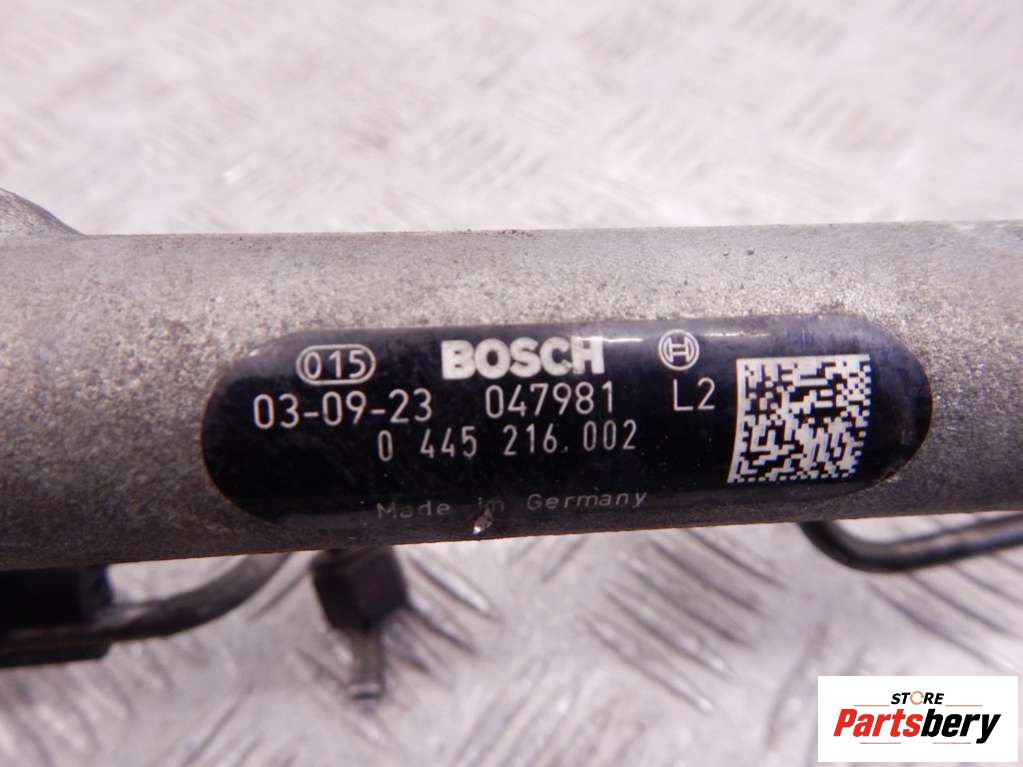 015 BOSCH
03-09-23 047981 L2
0 445 216 002
Made in Germany
STORE
Partsbery